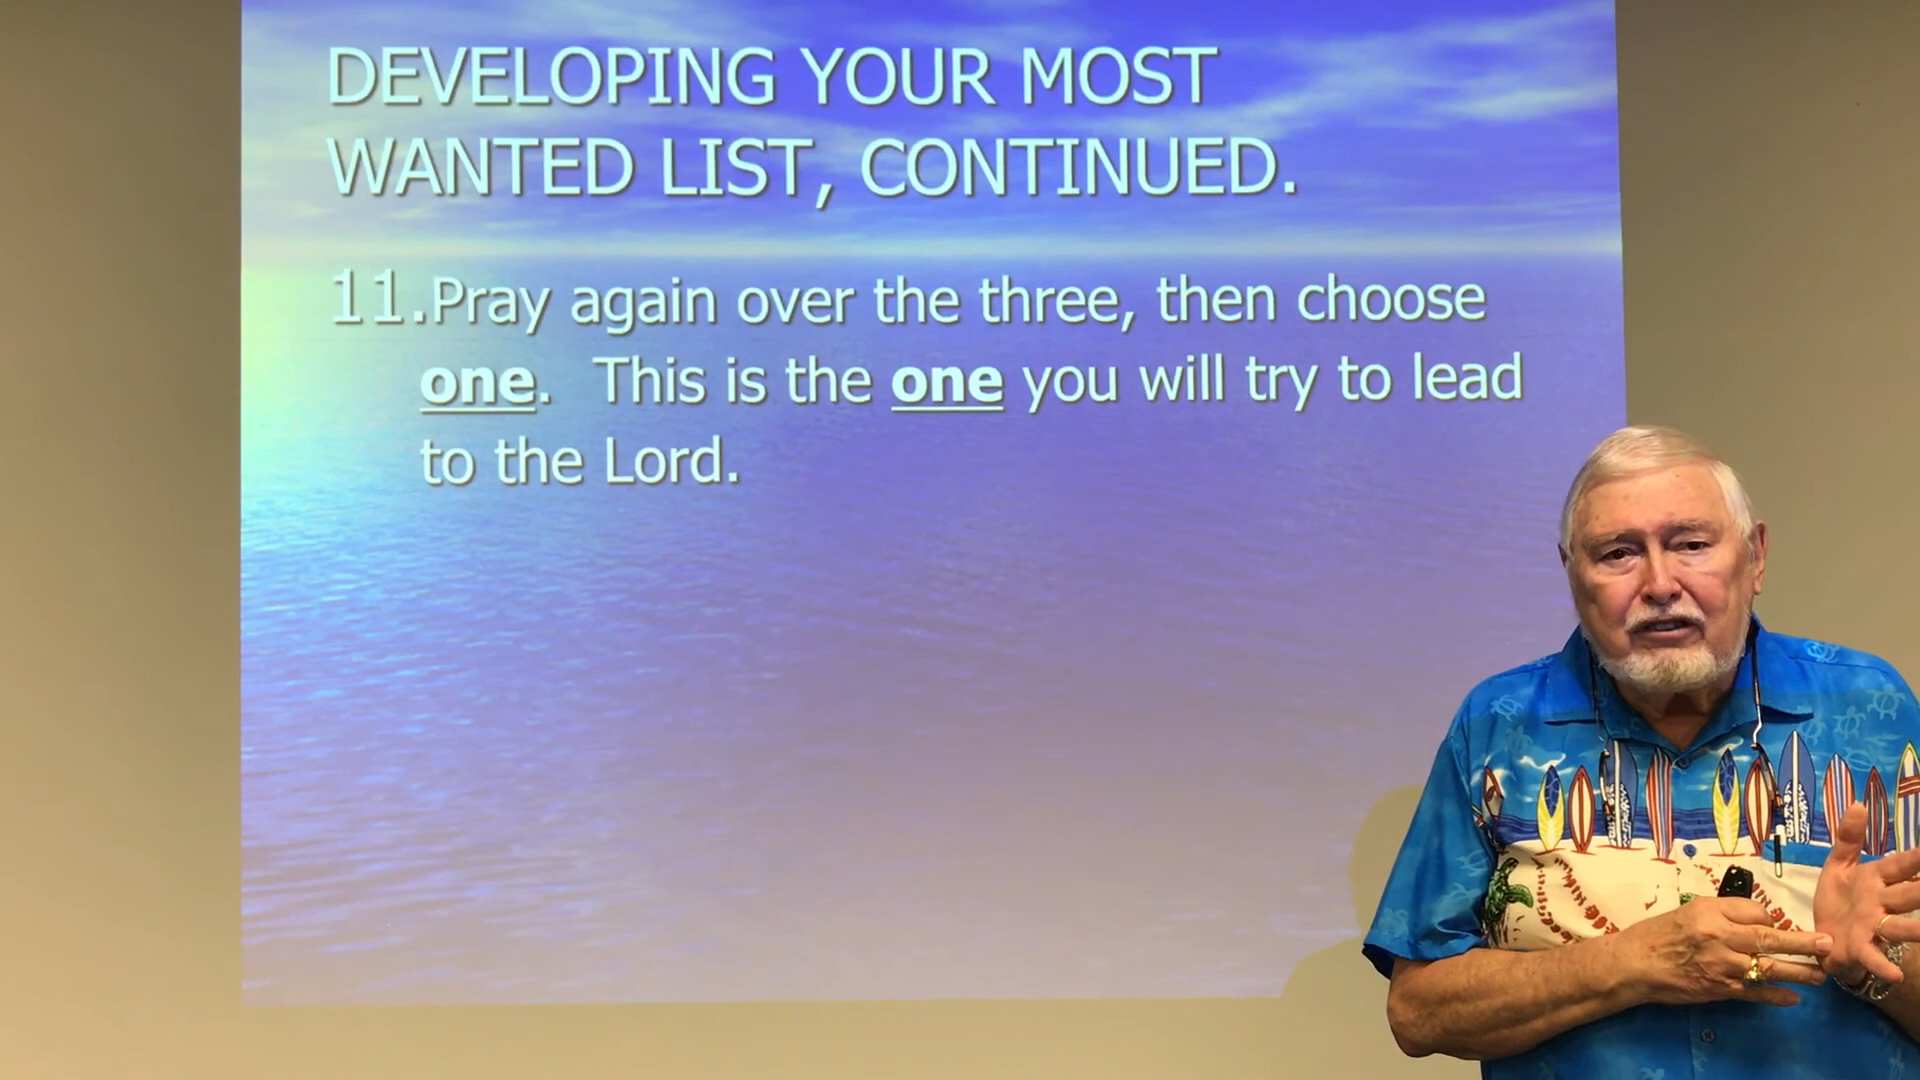 DEVELOPING YOUR MOST
WANTED LIST, CONTINUED.
11.Pray again over the three, then choose
one.  This is the one you will try to lead
to the Lord.